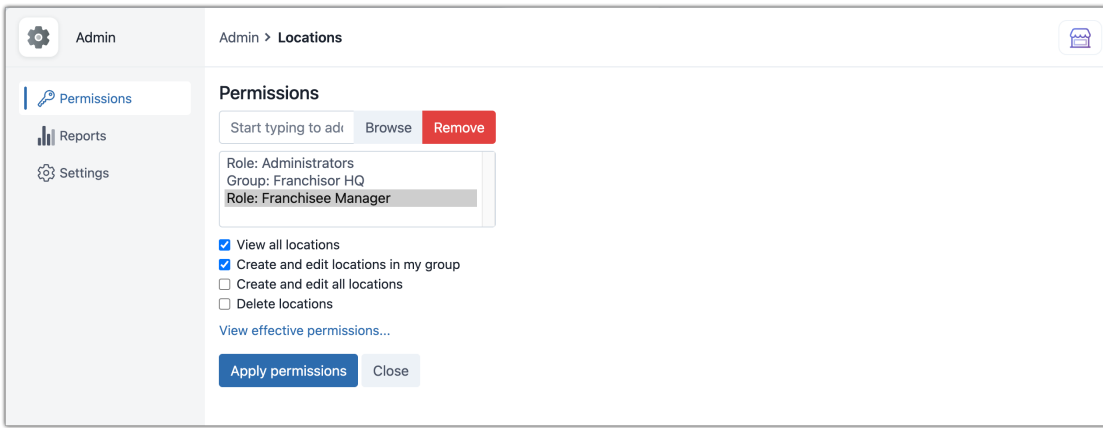 Admin
Admin > Locations
Permissions
Reports
Settings
Permissions
Start typing to ad
Browse
Remove
Role: Administrators
Group: Franchisor HQ
Role: Franchisee Manager
View all locations
Create and edit locations in my group
Create and edit all locations
Delete locations
View effective permissions...
Apply permissions
Close